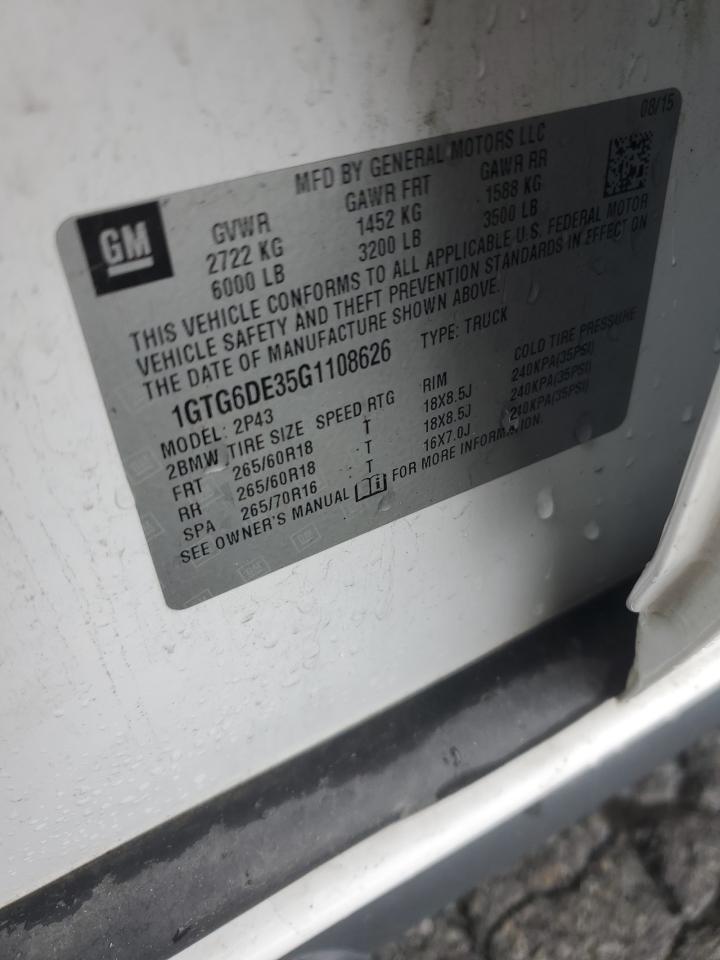 08/15
MFD BY GENERAL MOTORS LLC
GM
GVWR GAWR FRT GAWR RR
2722 KG 1452 KG 1588 KG
6000 LB 3200 LB 3500 LB
THIS VEHICLE CONFORMS TO ALL APPLICABLE U.S. FEDERAL MOTOR
VEHICLE SAFETY AND THEFT PREVENTION STANDARDS IN EFFECT ON
THE DATE OF MANUFACTURE SHOWN ABOVE.
1GTG6DE35G1108626 TYPE: TRUCK
MODEL: 2P43
2BMW TIRE SIZE SPEED RTG RIM COLD TIRE PRESSURE
FRT 265/60R18 T 18X8.5J 240KPA(35PSI)
RR 265/60R18 T 18X8.5J 240KPA(35PSI)
SPA 265/70R16 T 16X7.0J 240KPA(35PSI)
SEE OWNER'S MANUAL FOR MORE INFORMATION.